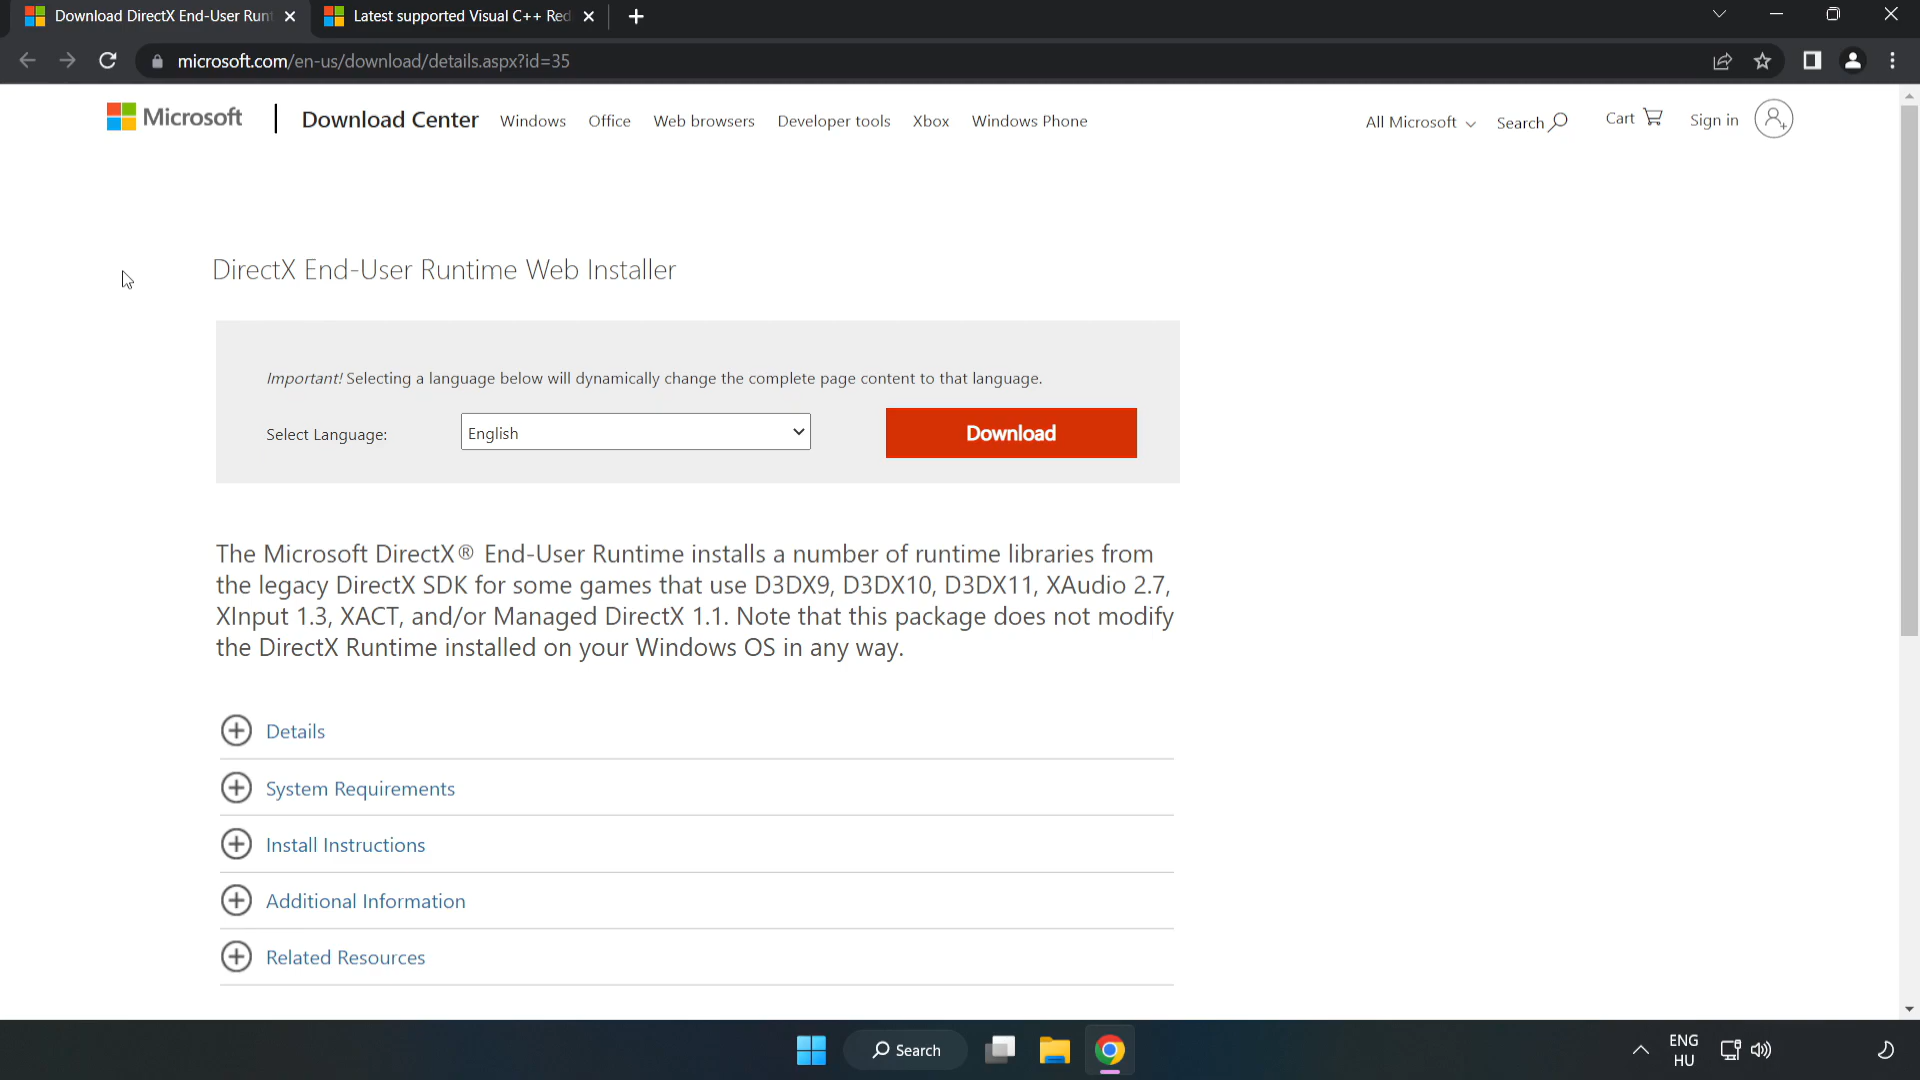 Download DirectX End-User Runt
Latest supported Visual C++ Red
microsoft.com/en-us/download/details.aspx?id=35
Microsoft
Download Center
Windows
Office
Web browsers
Developer tools
Xbox
Windows Phone
All Microsoft
Search
Cart
Sign in
DirectX End-User Runtime Web Installer
Important! Selecting a language below will dynamically change the complete page content to that language.
Select Language:
English
Download
The Microsoft DirectX® End-User Runtime installs a number of runtime libraries from
the legacy DirectX SDK for some games that use D3DX9, D3DX10, D3DX11, XAudio 2.7,
XInput 1.3, XACT, and/or Managed DirectX 1.1. Note that this package does not modify
the DirectX Runtime installed on your Windows OS in any way.
Details
System Requirements
Install Instructions
Additional Information
Related Resources
Search
ENG
HU